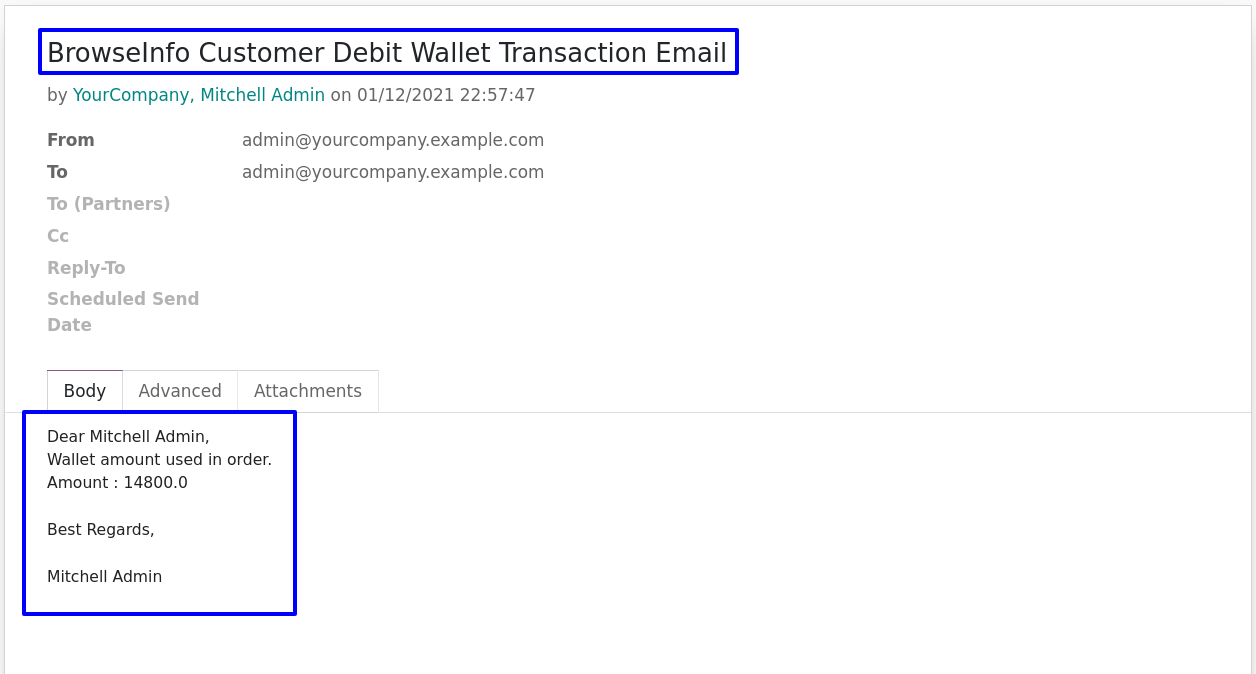 BrowseInfo Customer Debit Wallet Transaction Email
by YourCompany, Mitchell Admin on 01/12/2021 22:57:47
From admin@yourcompany.example.com
To admin@yourcompany.example.com
To (Partners)
Cc
Reply-To
Scheduled Send
Date
Body Advanced Attachments
Dear Mitchell Admin,
Wallet amount used in order.
Amount : 14800.0
Best Regards,
Mitchell Admin